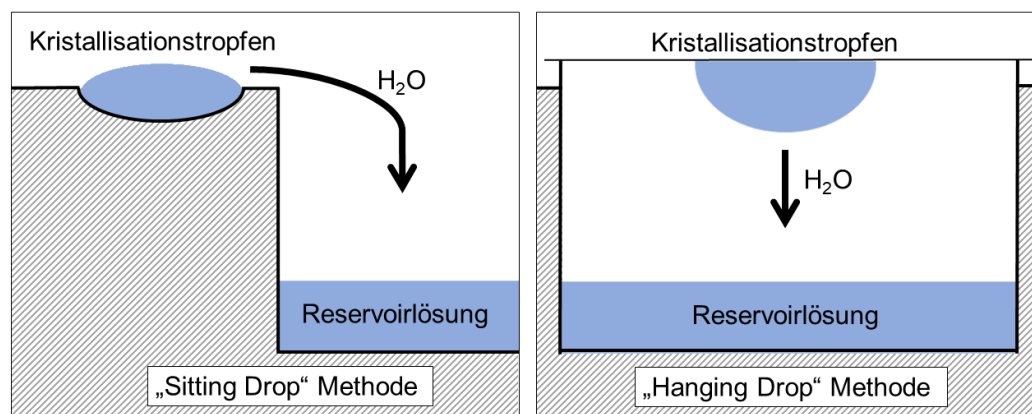 Kristallisationstropfen
H₂O
Reservoirlösung
„Sitting Drop“ Methode
Kristallisationstropfen
H₂O
Reservoirlösung
„Hanging Drop“ Methode